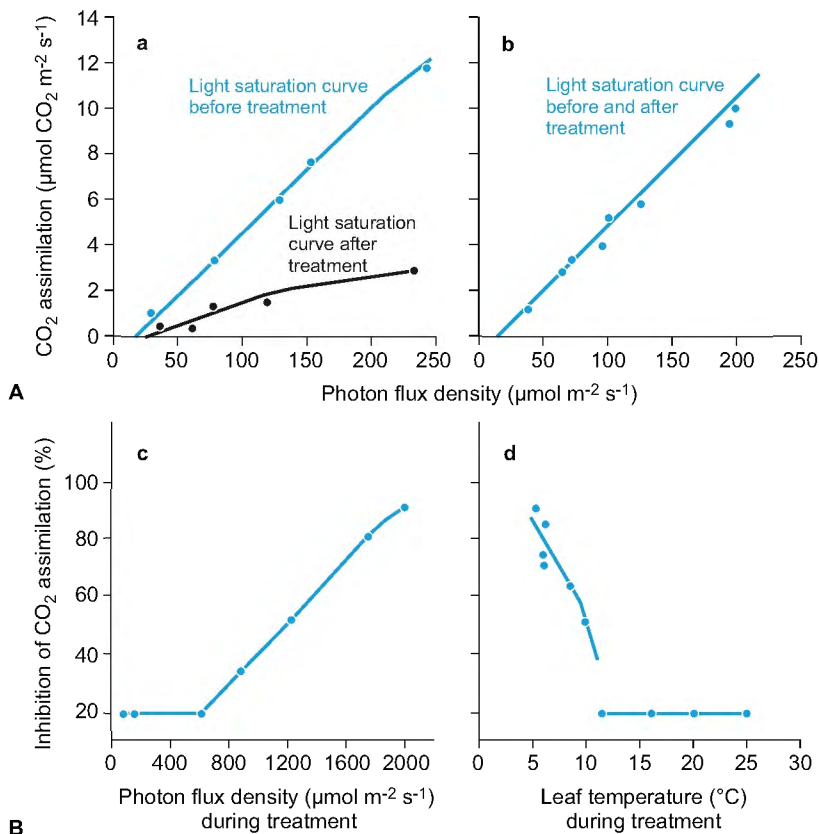 a
b
14
12
10
8
6
4
2
0
CO₂ assimilation (µmol CO₂ m⁻² s⁻¹)
Light saturation curve
before treatment
Light saturation
curve after
treatment
Light saturation curve
before and after
treatment
0 50 100 150 200 250
0 50 100 150 200 250
Photon flux density (µmol m⁻² s⁻¹)
A
c
d
100
80
60
40
20
Inhibition of CO₂ assimilation (%)
0 400 800 1200 1600 2000
0 5 10 15 20 25 30
Photon flux density (µmol m⁻² s⁻¹)
during treatment
Leaf temperature (°C)
during treatment
B